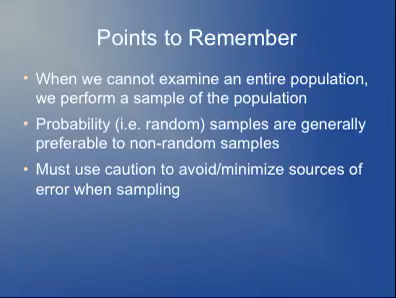 Points to Remember
• When we cannot examine an entire population,
we perform a sample of the population
• Probability (i.e. random) samples are generally
preferable to non-random samples
• Must use caution to avoid/minimize sources of
error when sampling